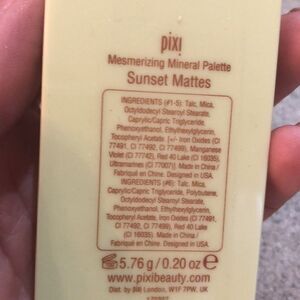 pixi
Mesmerizing Mineral Palette
Sunset Mattes
INGREDIENTS (#1-5): Talc, Mica,
Octyldodecyl Stearoyl Stearate,
Caprylic/Capric Triglyceride,
Phenoxyethanol, Ethylhexylglycerin,
Tocopheryl Acetate. [+/- Iron Oxides (CI
77491, CI 77492, CI 77499), Manganese
Violet (CI 77742), Red 40 Lake (CI 16035),
Ultramarines (CI 77007)]. Made in China /
Fabriqué en Chine. Designed in USA
INGREDIENTS (#6): Talc, Mica,
Caprylic/Capric Triglyceride, Polybutene,
Octyldodecyl Stearoyl Stearate,
Phenoxyethanol, Ethylhexylglycerin,
Tocopheryl Acetate, Iron Oxides (CI 77491,
CI 77492, CI 77499), Red 40 Lake
(CI 16035). Made in China /
Fabriqué en Chine. Designed in USA.
5.76 g / 0.20 oz e
www.pixibeauty.com
Dist. by Pixi London, W1F 7PW, UK